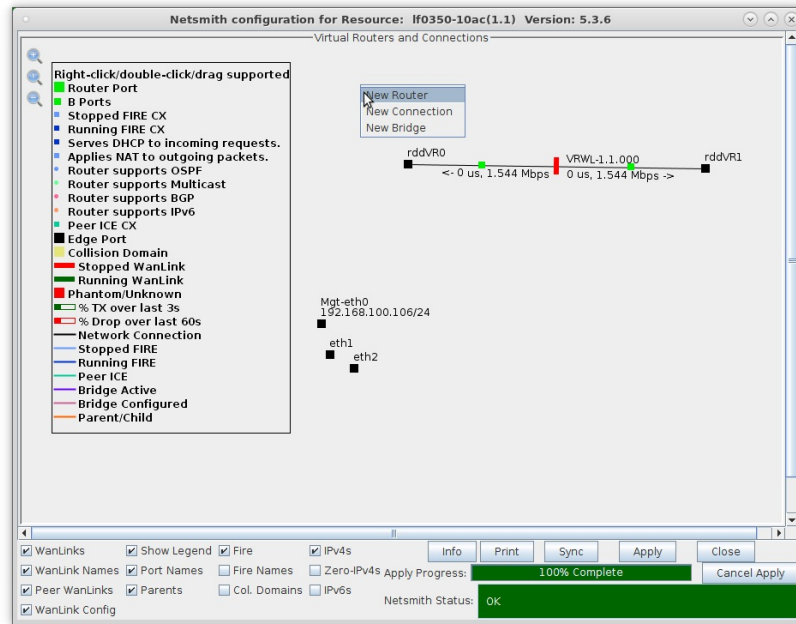 Netsmith configuration for Resource: lf0350-10ac(1.1) Version: 5.3.6
Virtual Routers and Connections
Right-click/double-click/drag supported
Router Port
B Ports
Stopped FIRE CX
Running FIRE CX
Serves DHCP to incoming requests.
Applies NAT to outgoing packets.
Router supports OSPF
Router supports Multicast
Router supports BGP
Router supports IPv6
Peer ICE CX
Edge Port
Collision Domain
Stopped WanLink
Running WanLink
Phantom/Unknown
% TX over last 3s
% Drop over last 60s
Network Connection
Stopped FIRE
Running FIRE
Peer ICE
Bridge Active
Bridge Configured
Parent/Child
New Router
New Connection
New Bridge
rddVR0
VRWL-1.1.000
rddVR1
<- 0 us, 1.544 Mbps
0 us, 1.544 Mbps ->
Mgt-eth0
192.168.100.106/24
eth1
eth2
WanLinks
Show Legend
Fire
IPv4s
Info
Print
Sync
Apply
Close
WanLink Names
Port Names
Fire Names
Zero-IPv4s
Apply Progress:
100% Complete
Cancel Apply
Peer WanLinks
Parents
Col. Domains
IPv6s
Netsmith Status:
OK
WanLink Config